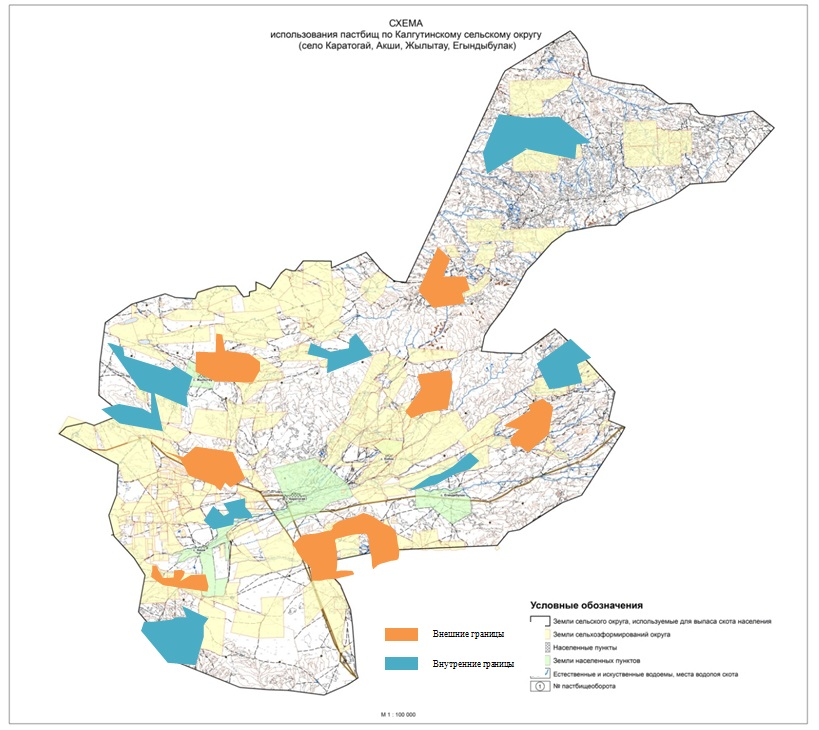 СХЕМА
использования пастбищ по Калгутинскому сельскому округу
(село Каратогай, Акши, Жылытау, Егындыбулак)
Внешние границы
Внутренние границы
Условные обозначения
Земли сельского округа, используемые для выпаса скота населения
Земли сельхозформирований округа
Населенные пункты
Земли населенных пунктов
Естественные и искуственные водоемы, места водопоя скота
1 № пастбищеоборота
М 1 : 100 000